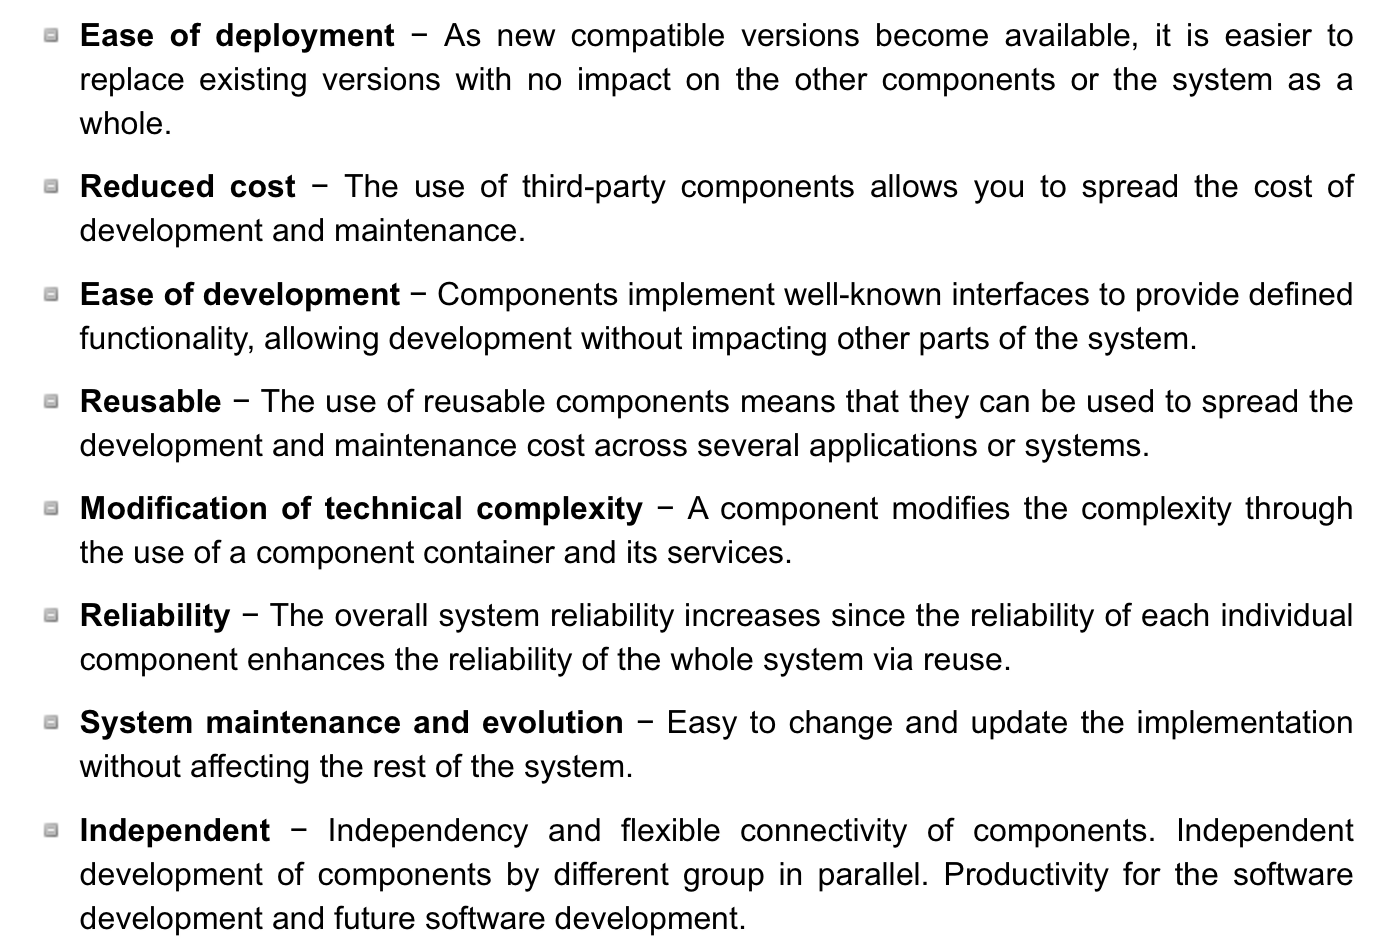 Ease of deployment − As new compatible versions become available, it is easier to
replace existing versions with no impact on the other components or the system as a
whole.
Reduced cost − The use of third-party components allows you to spread the cost of
development and maintenance.
Ease of development − Components implement well-known interfaces to provide defined
functionality, allowing development without impacting other parts of the system.
Reusable − The use of reusable components means that they can be used to spread the
development and maintenance cost across several applications or systems.
Modification of technical complexity − A component modifies the complexity through
the use of a component container and its services.
Reliability − The overall system reliability increases since the reliability of each individual
component enhances the reliability of the whole system via reuse.
System maintenance and evolution − Easy to change and update the implementation
without affecting the rest of the system.
Independent − Independency and flexible connectivity of components. Independent
development of components by different group in parallel. Productivity for the software
development and future software development.